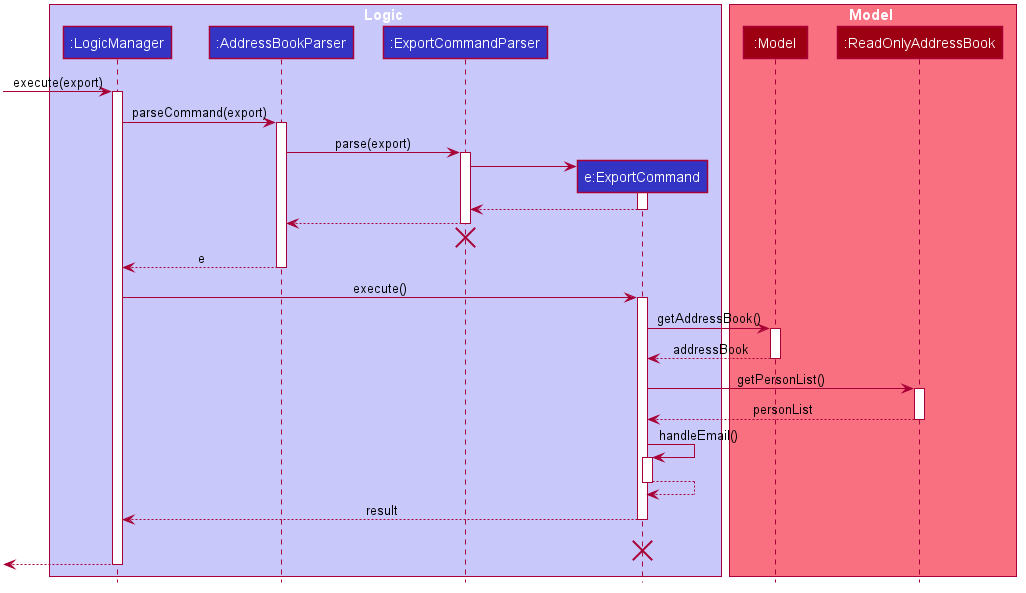 Logic
Model
:LogicManager
:AddressBookParser
:ExportCommandParser
:Model
:ReadOnlyAddressBook
execute(export)
parseCommand(export)
parse(export)
e:ExportCommand
e
execute()
getAddressBook()
addressBook
getPersonList()
personList
handleEmail()
result